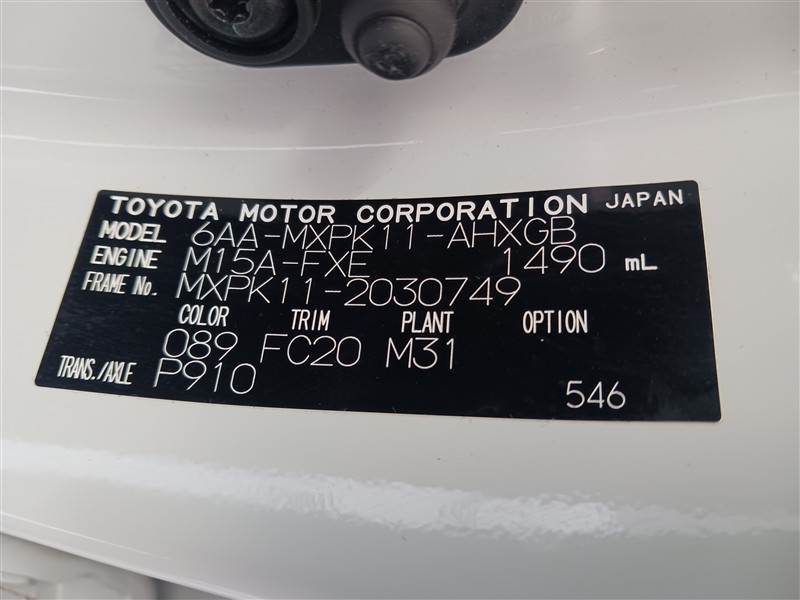 TOYOTA MOTOR CORPORATION JAPAN
MODEL 6AA-MXPK11-AHXGB
ENGINE M15A-FXE 1490 mL
FRAME No. MXPK11-2030749
COLOR TRIM PLANT OPTION
089 FC20 M31
TRANS./AXLE P910
546